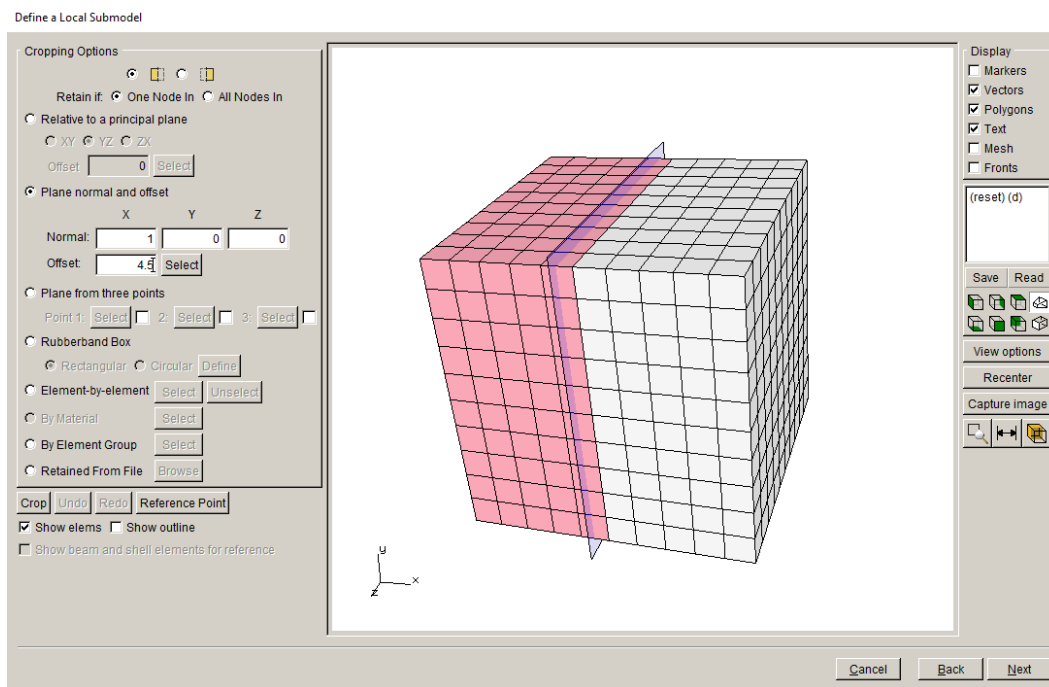 Define a Local Submodel
Cropping Options
Retain if: One Node In All Nodes In
Relative to a principal plane
XY YZ ZX
Offset 0 Select
Plane normal and offset
X Y Z
Normal: 1 0 0
Offset: 4.5 Select
Plane from three points
Point 1: Select 2: Select 3: Select
Rubberband Box
Rectangular Circular Define
Element-by-element Select Unselect
By Material Select
By Element Group Select
Retained From File Browse
Crop Undo Redo Reference Point
Show elems Show outline
Show beam and shell elements for reference
y
x
z
Display
Markers
Vectors
Polygons
Text
Mesh
Fronts
(reset) (d)
Save Read
View options
Recenter
Capture image
Cancel Back Next